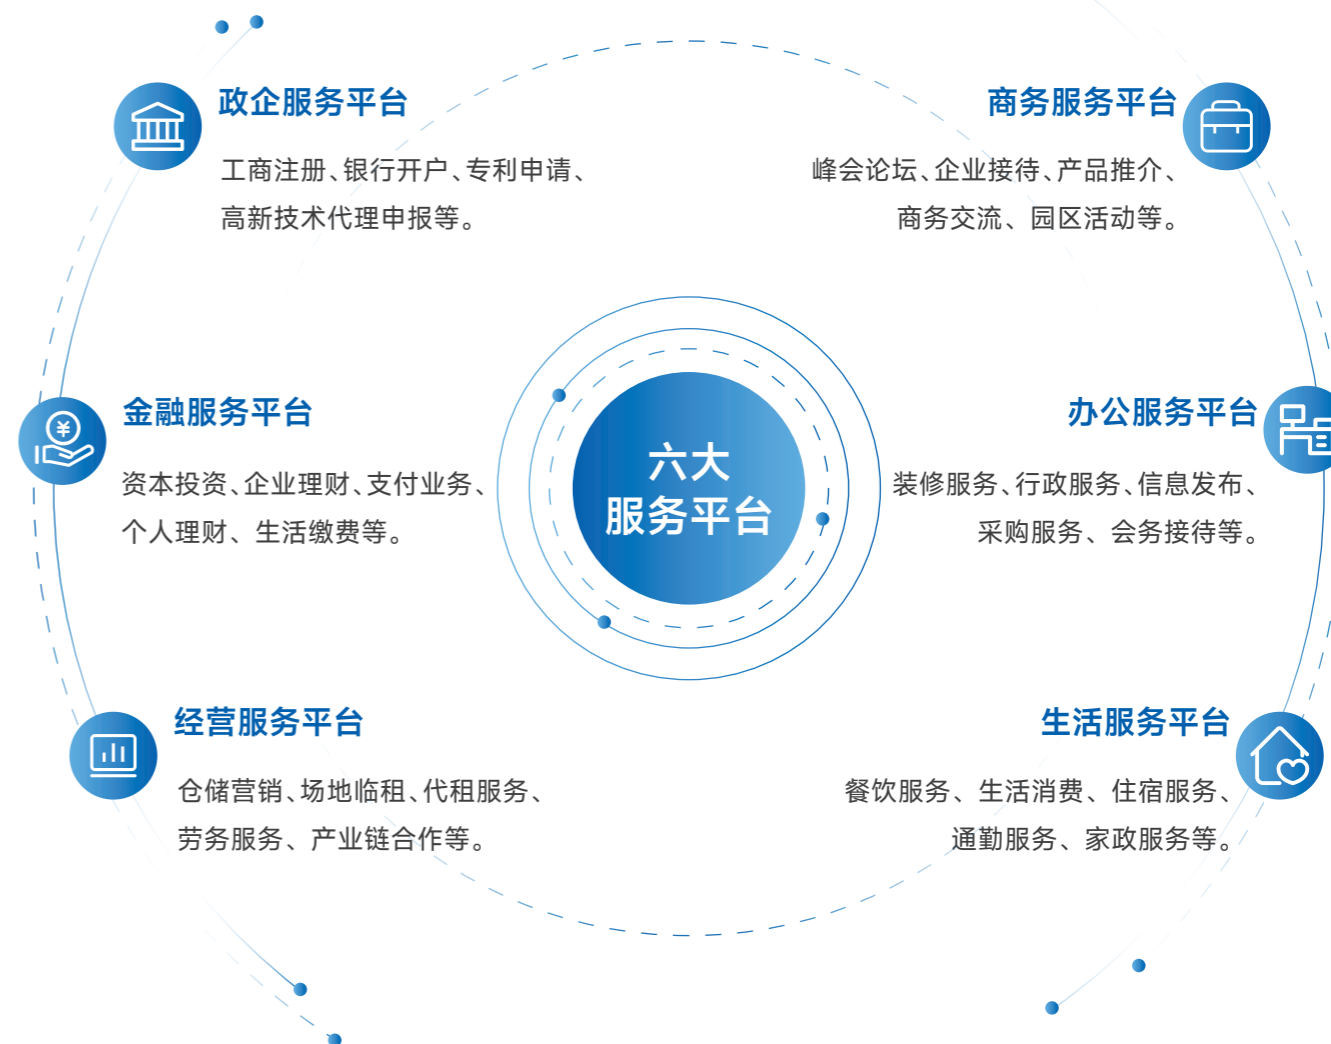 政企服务平台
工商注册、银行开户、专利申请、
高新技术代理申报等。
商务服务平台
峰会论坛、企业接待、产品推介、
商务交流、园区活动等。
金融服务平台
¥
资本投资、企业理财、支付业务、
个人理财、生活缴费等。
六大
服务平台
办公服务平台
装修服务、行政服务、信息发布、
采购服务、会务接待等。
经营服务平台
仓储营销、场地临租、代租服务、
劳务服务、产业链合作等。
生活服务平台
餐饮服务、生活消费、住宿服务、
通勤服务、家政服务等。